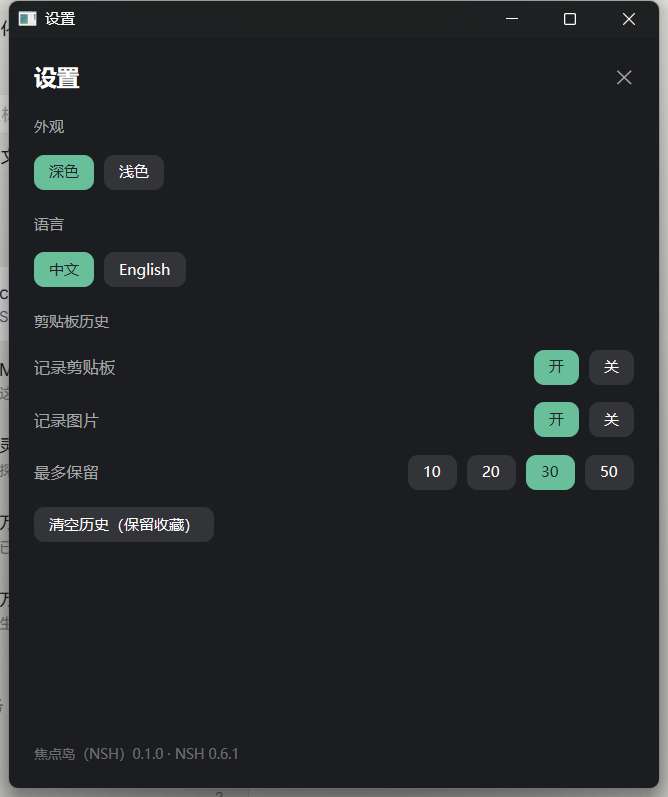 设置
设置
外观
深色 浅色
语言
中文 English
剪贴板历史
记录剪贴板 开 关
记录图片 开 关
最多保留 10 20 30 50
清空历史（保留收藏）
焦点岛（NSH）0.1.0 · NSH 0.6.1